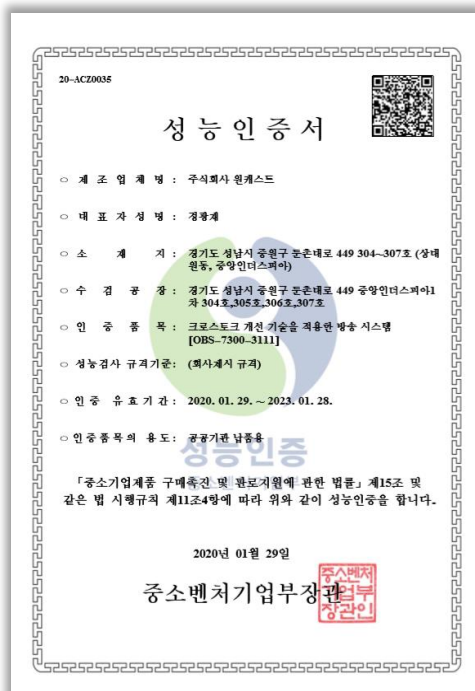 20-ACZ0035
성능인증서
○ 제조업체명 : 주식회사 원캐스트
○ 대표자성명 : 정광재
○ 소재지 : 경기도 성남시 중원구 둔촌대로 449 304~307호 (상대
원동, 중앙인더스피아)
○ 수검공장 : 경기도 성남시 중원구 둔촌대로 449 중앙인더스피아1
차 304호,305호,306호,307호
○ 인증품목 : 크로스토크 개선 기술을 적용한 방송 시스템
[OBS-7300-3111]
○ 성능검사 규격기준: (회사제시 규격)
○ 인증 유효기간: 2020. 01. 29. ~ 2023. 01. 28.
○ 인증품목의 용도: 공공기관 납품용
성능인증
「중소기업제품 구매촉진 및 판로지원에 관한 법률」 제15조 및
같은 법 시행규칙 제11조4항에 따라 위와 같이 성능인증을 합니다.
2020년 01월 29일
중소벤처기업부장관
중소벤처
기업부
장관인